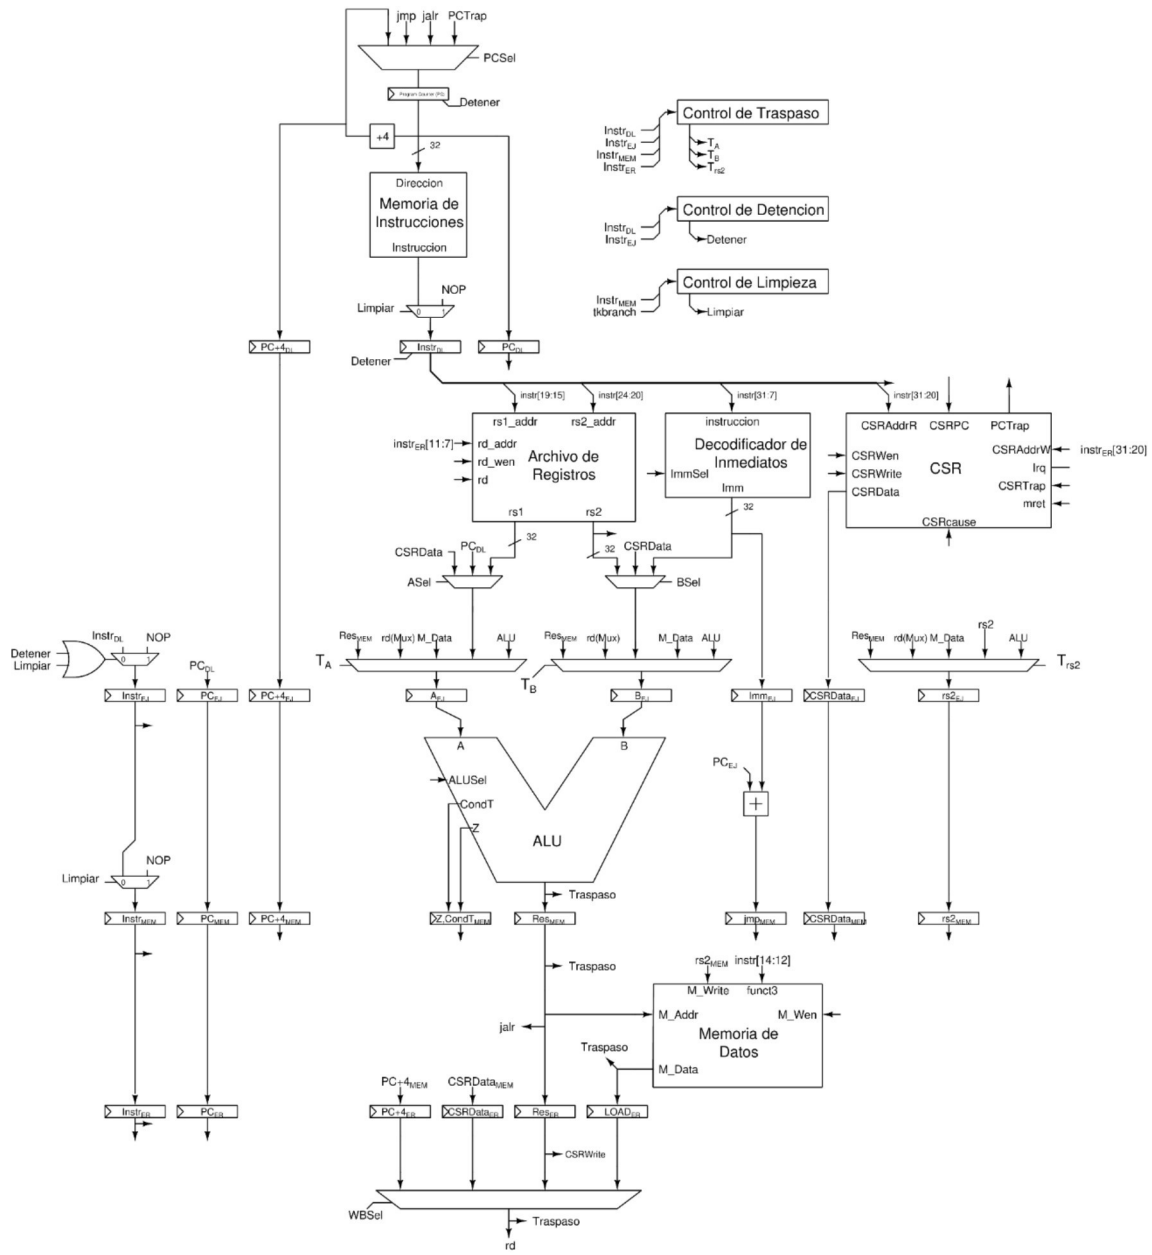 jmp jalr PCTrap
PCSel
Program Counter (PC)
Detener
+4
32
Direccion
Memoria de
Instrucciones
Instruccion
Limpiar
NOP
0 1
Detener
PC+4DL
InstrDL
PCDL
Control de Traspaso
InstrDL
InstrEJ
InstrMEM
InstrER
TA
TB
Trs2
Control de Detencion
InstrDL
InstrEJ
Detener
Control de Limpieza
InstrMEM
tkbranch
Limpiar
instr[19:15]
instr[24:20]
instr[31:7]
instr[31:20]
rs1_addr rs2_addr
instrER[11:7]
rd_addr
rd_wen
rd
Archivo de
Registros
rs1 rs2
instruccion
Decodificador de
Inmediatos
ImmSel
Imm
CSRAddrR CSRPC PCTrap
CSRAddrW
instrER[31:20]
CSRWen
CSR
Irq
CSRWrite
CSRTrap
CSRData
mret
CSRcause
32
32
32
CSRData
PCDL
ASel
CSRData
BSel
InstrDL NOP
Detener
Limpiar
0 1
PCDL
ResMEM rd(Mux) M_Data ALU
TA
ResMEM rd(Mux) M_Data ALU
TB
ResMEM rd(Mux) M_Data rs2 ALU
Trs2
InstrEJ
PCEJ
PC+4EJ
AEJ
BEJ
ImmEJ
CSRDataEJ
rs2EJ
A
B
ALUSel
CondT
Z
ALU
PCEJ
+
Traspaso
Limpiar
NOP
0 1
InstrMEM
PCMEM
PC+4MEM
Z,CondTMEM
ResMEM
jmpMEM
CSRDataMEM
rs2MEM
Traspaso
jalr
rs2MEM instr[14:12]
M_Write funct3
M_Addr
M_Wen
Memoria de
Datos
M_Data
Traspaso
PC+4MEM CSRDataMEM
InstrER
PCER
PC+4ER
CSRDataER
ResER
LOADER
CSRWrite
WBSel
Traspaso
rd